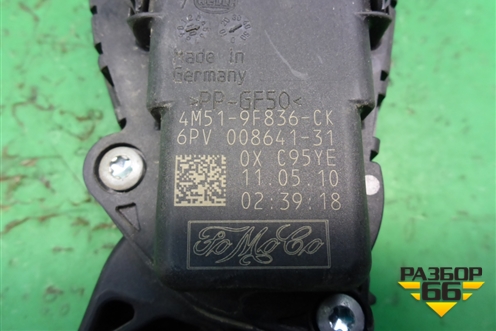 Made in
Germany
>PP-GF50<
4M51-9F836-CK
6PV 008641-31
0X C95YE
11.05.10
02:39:18
FoMoCo
РАЗБОР
66